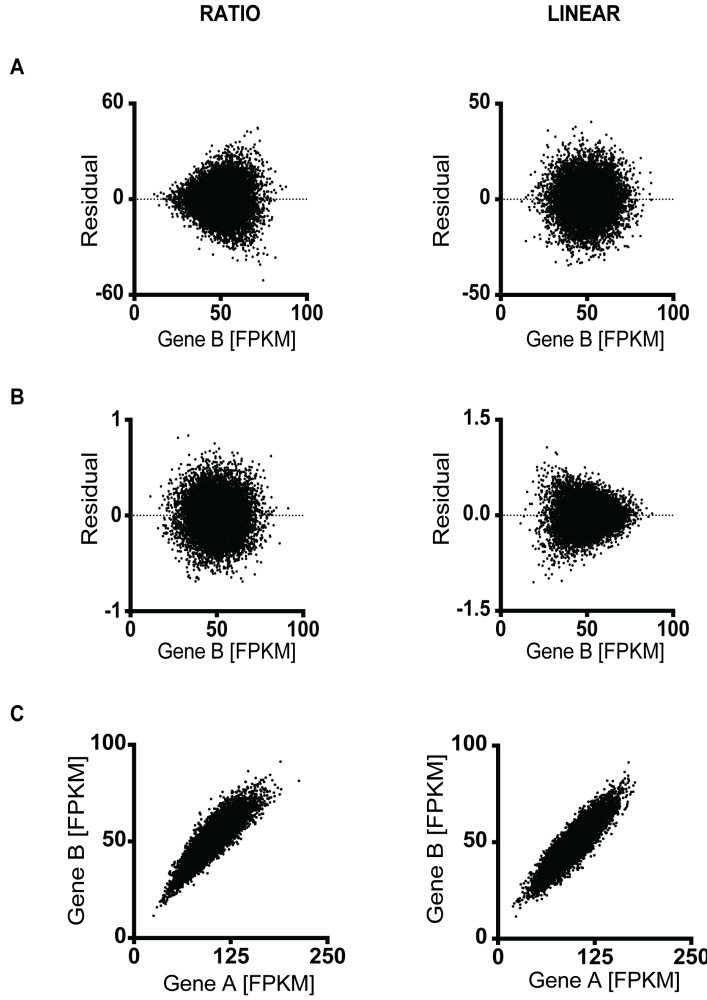 RATIO LINEAR
A
60 50
Residual Residual
0 0
-60 -50
0 50 100 0 50 100
Gene B [FPKM] Gene B [FPKM]
B
1 1.5
Residual Residual
0 0.0
-1 -1.5
0 50 100 0 50 100
Gene B [FPKM] Gene B [FPKM]
C
100 100
Gene B [FPKM] Gene B [FPKM]
50 50
0 0
0 125 250 0 125 250
Gene A [FPKM] Gene A [FPKM]